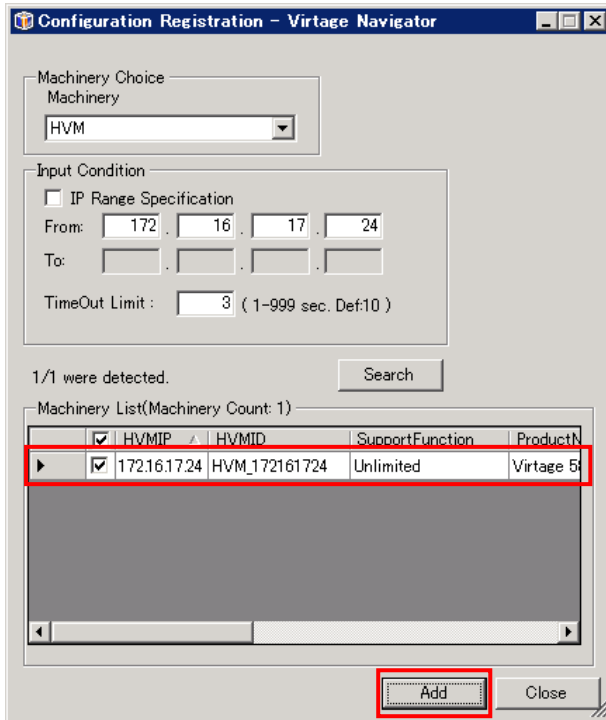 Configuration Registration - Virtage Navigator
Machinery Choice
Machinery
HVM
Input Condition
IP Range Specification
From: 172 . 16 . 17 . 24
To: . . .
TimeOut Limit : 3 ( 1-999 sec. Def:10 )
1/1 were detected. Search
Machinery List(Machinery Count: 1)
HVMIP HVMID SupportFunction ProductN
172.16.17.24 HVM_172161724 Unlimited Virtage 58
Add Close